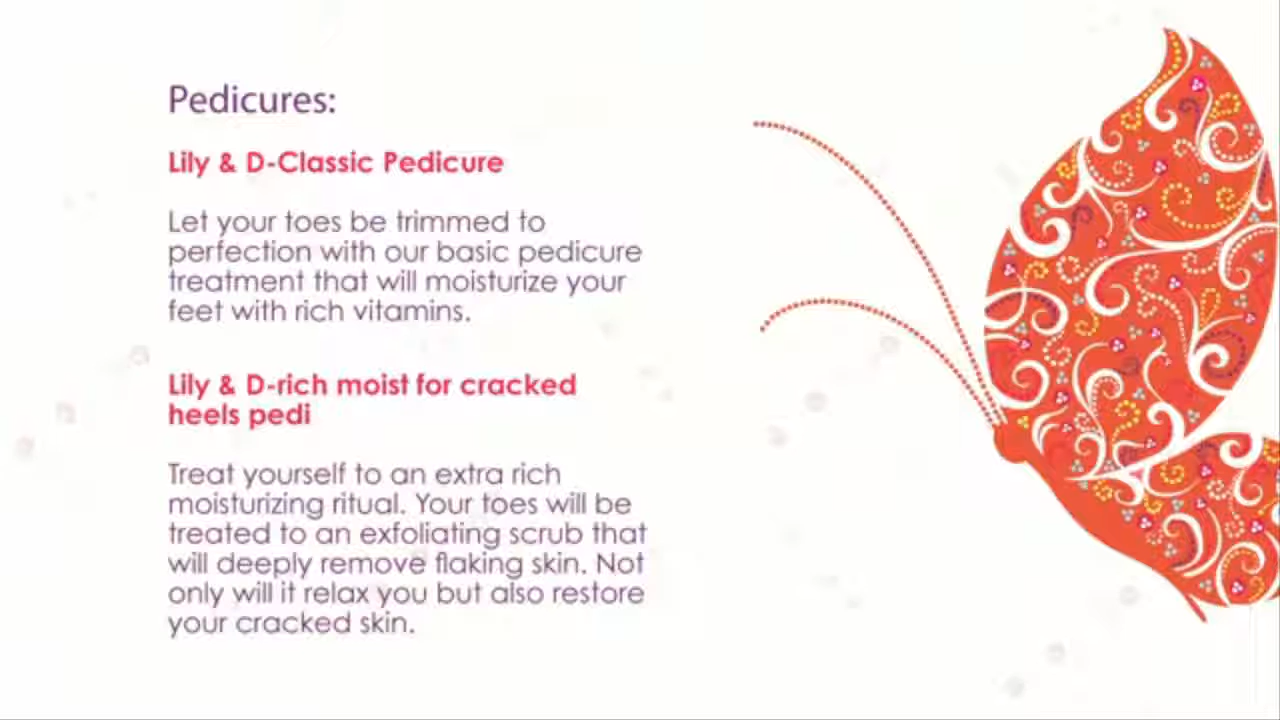 Pedicures:
Lily & D-Classic Pedicure
Let your toes be trimmed to
perfection with our basic pedicure
treatment that will moisturize your
feet with rich vitamins.
Lily & D-rich moist for cracked
heels pedi
Treat yourself to an extra rich
moisturizing ritual. Your toes will be
treated to an exfoliating scrub that
will deeply remove flaking skin. Not
only will it relax you but also restore
your cracked skin.